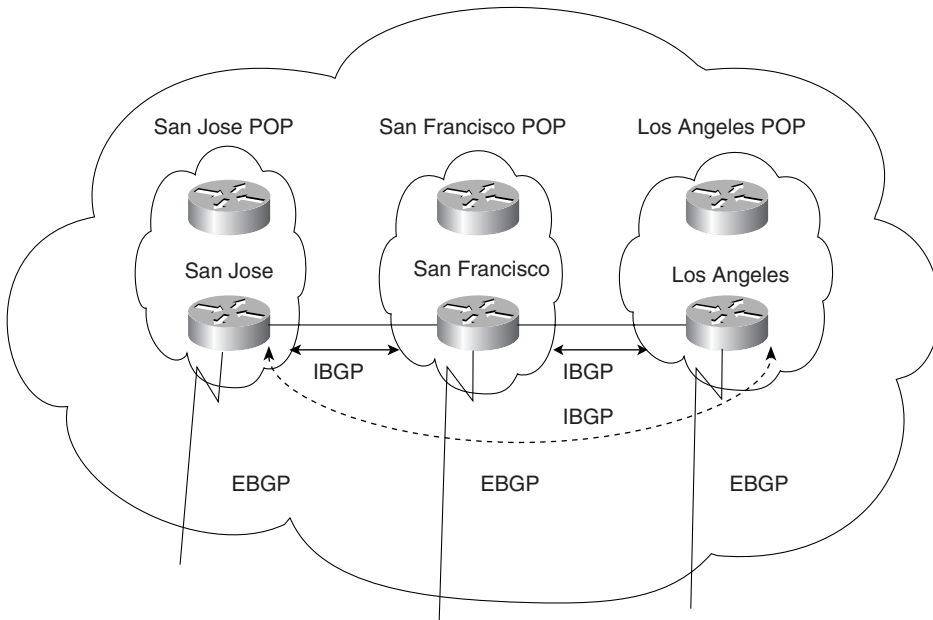 San Jose POP
San Francisco POP
Los Angeles POP
San Jose
San Francisco
Los Angeles
IBGP
IBGP
IBGP
EBGP
EBGP
EBGP